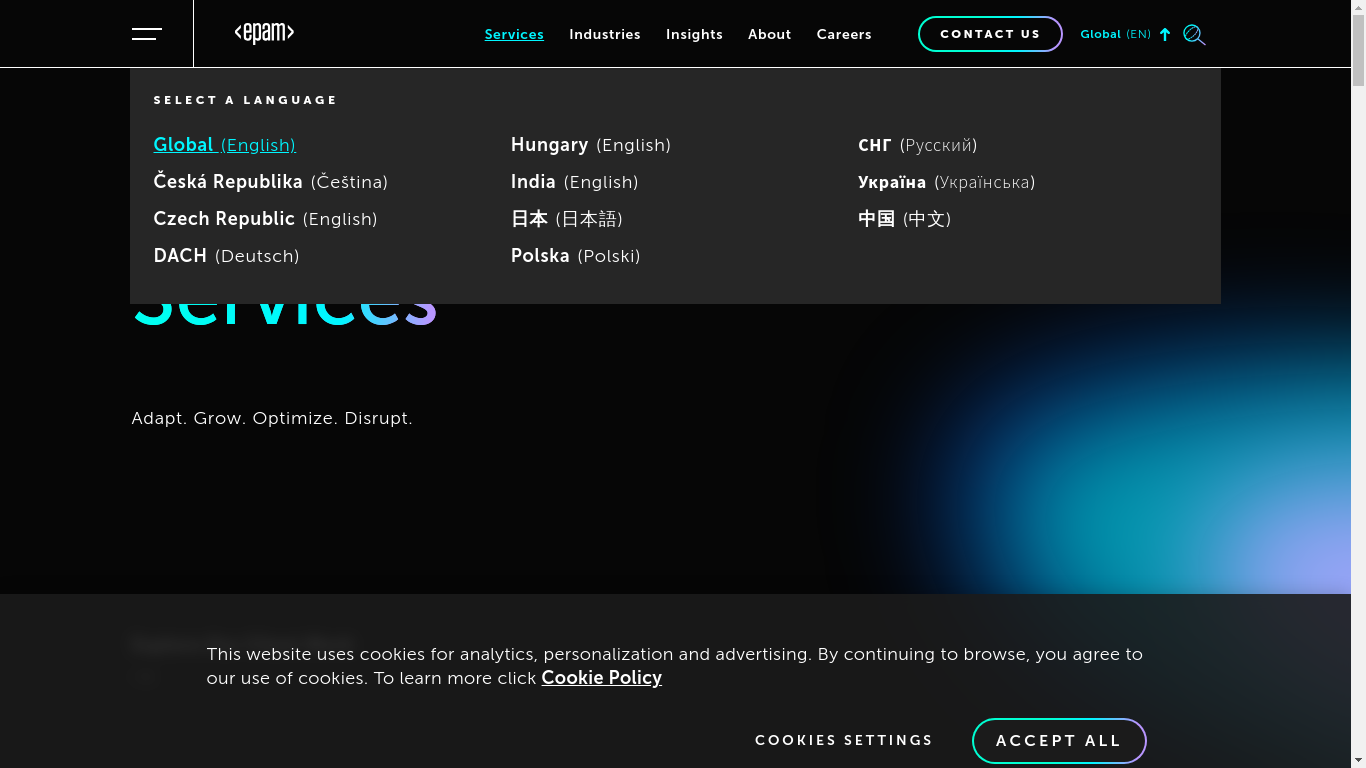 <epam>
Services
Industries
Insights
About
Careers
CONTACT US
Global (EN)
SELECT A LANGUAGE
Global (English)
Česká Republika (Čeština)
Czech Republic (English)
DACH (Deutsch)
Hungary (English)
India (English)
日本 (日本語)
Polska (Polski)
СНГ (Русский)
Україна (Українська)
中国 (中文)
Services
Adapt. Grow. Optimize. Disrupt.
This website uses cookies for analytics, personalization and advertising. By continuing to browse, you agree to
our use of cookies. To learn more click Cookie Policy
COOKIES SETTINGS
ACCEPT ALL